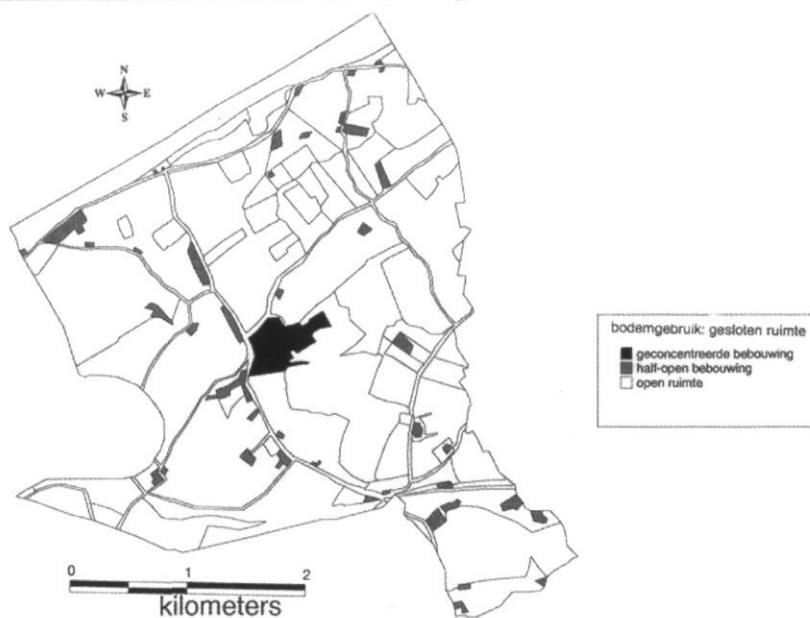 N
W E
S
bodemgebruik: gesloten ruimte
geconcentreerde bebouwing
half-open bebouwing
open ruimte
0 1 2
kilometers